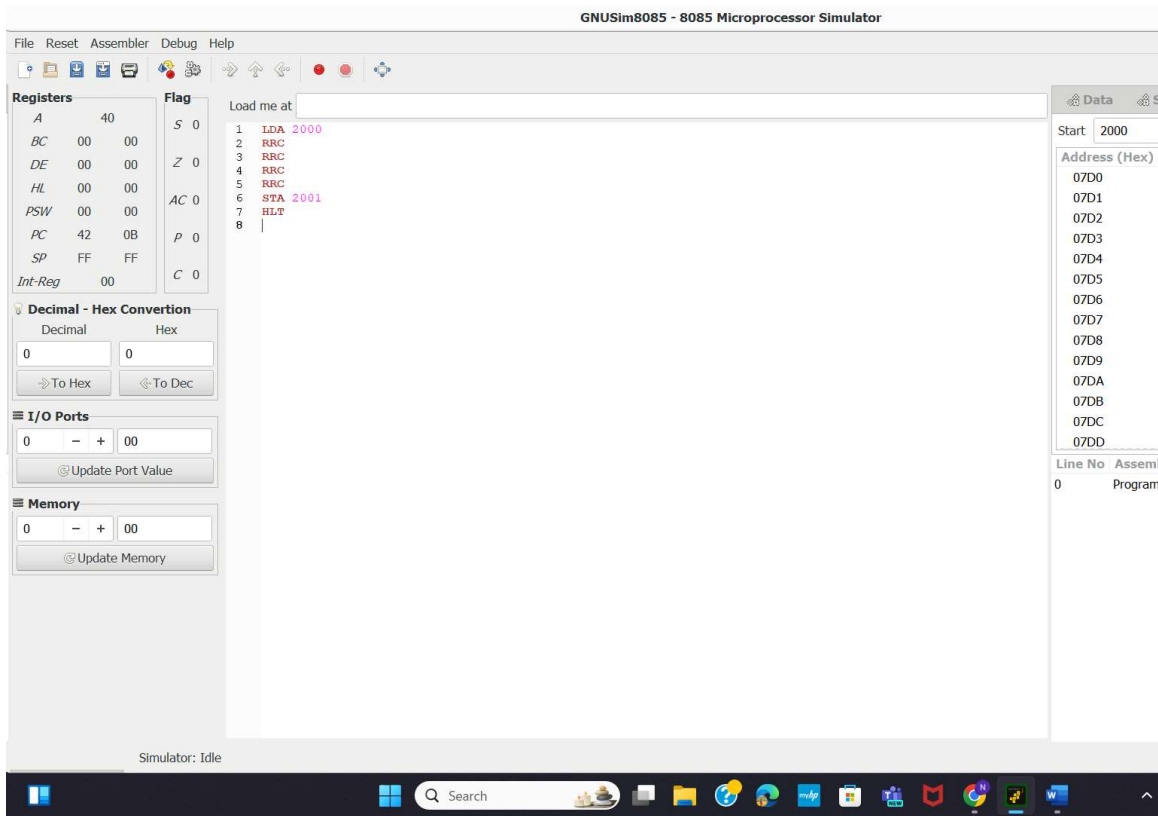 GNUSim8085 - 8085 Microprocessor Simulator
File Reset Assembler Debug Help
Registers
A 40
BC 00 00
DE 00 00
HL 00 00
PSW 00 00
PC 42 0B
SP FF FF
Int-Reg 00
Flag
S 0
Z 0
AC 0
P 0
C 0
Decimal - Hex Convertion
Decimal Hex
0 0
To Hex To Dec
I/O Ports
0 - + 00
Update Port Value
Memory
0 - + 00
Update Memory
Load me at
1 LDA 2000
2 RRC
3 RRC
4 RRC
5 RRC
6 STA 2001
7 HLT
8
Data S
Start 2000
Address (Hex)
07D0
07D1
07D2
07D3
07D4
07D5
07D6
07D7
07D8
07D9
07DA
07DB
07DC
07DD
Line No Assem
0 Program
Simulator: Idle
Search
myhp
NEW
N
W